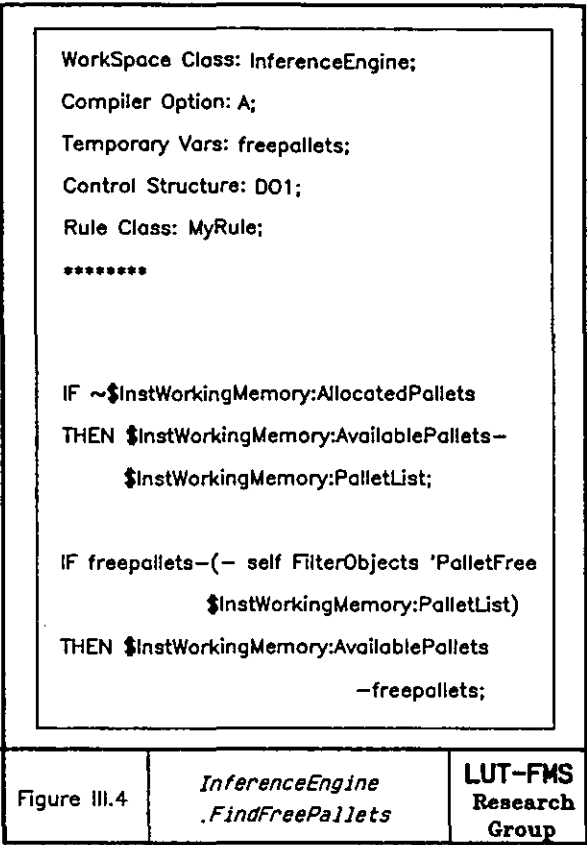 WorkSpace Class: InferenceEngine;
Compiler Option: A;
Temporary Vars: freepallets;
Control Structure: DO1;
Rule Class: MyRule;
********
IF ~$InstWorkingMemory:AllocatedPallets
THEN $InstWorkingMemory:AvailablePallets–
$InstWorkingMemory:PalletList;
IF freepallets–(– self FilterObjects 'PalletFree
$InstWorkingMemory:PalletList)
THEN $InstWorkingMemory:AvailablePallets
–freepallets;
Figure III.4
InferenceEngine
.FindFreePallets
LUT-FMS
Research
Group